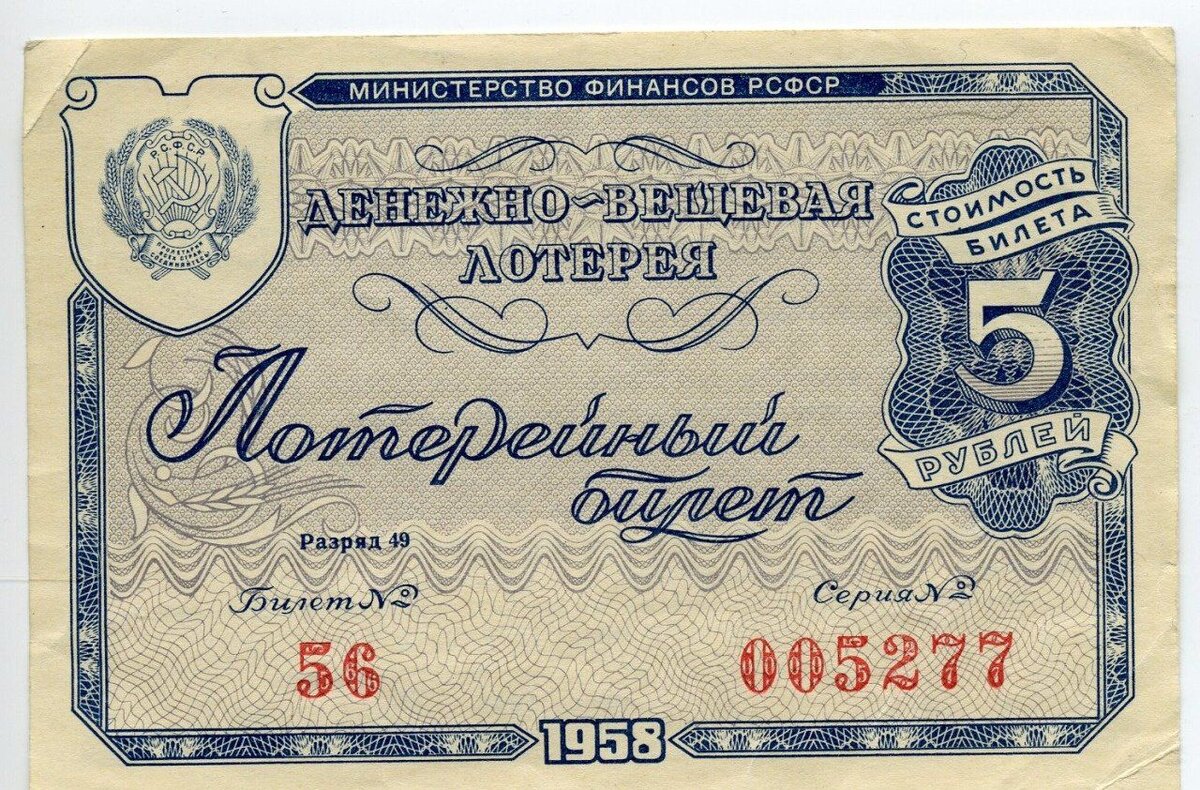 МИНИСТЕРСТВО ФИНАНСОВ РСФСР
Р.С.Ф.С.Р.
ДЕНЕЖНО-ВЕЩЕВАЯ
ЛОТЕРЕЯ
СТОИМОСТЬ
БИЛЕТА
5
РУБЛЕЙ
Лотерейный
билет
Разряд 49
Билет №
Серия №
56
005277
1958